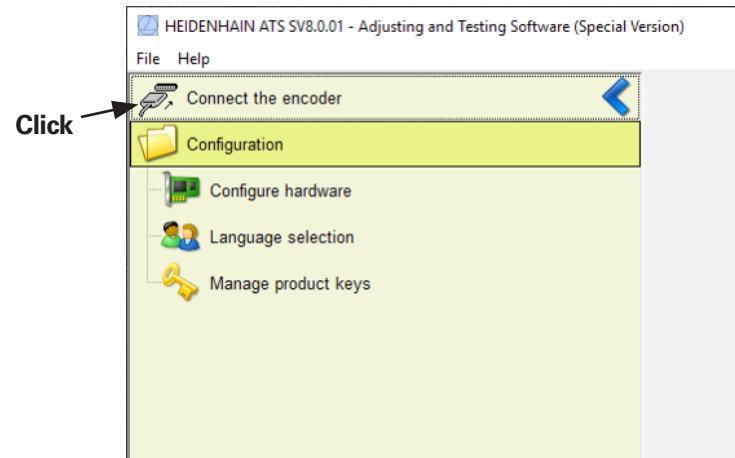 HEIDENHAIN ATS SV8.0.01 - Adjusting and Testing Software (Special Version)
File Help
Connect the encoder
Click
Configuration
Configure hardware
Language selection
Manage product keys